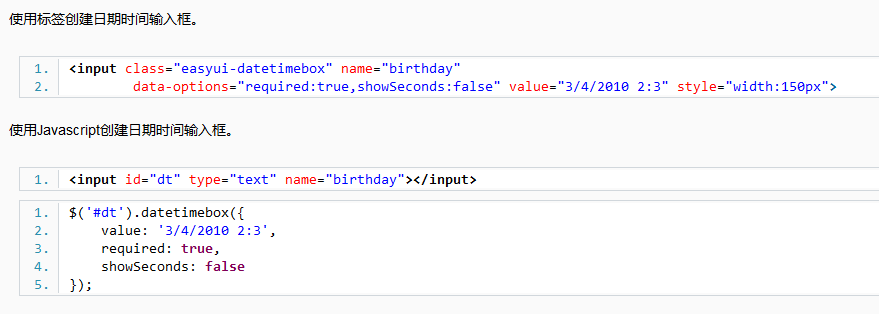 使用标签创建日期时间输入框。
1. <input class="easyui-datetimebox" name="birthday"
2. data-options="required:true,showSeconds:false" value="3/4/2010 2:3" style="width:150px">
使用Javascript创建日期时间输入框。
1. <input id="dt" type="text" name="birthday"></input>
1. $('#dt').datetimebox({
2. value: '3/4/2010 2:3',
3. required: true,
4. showSeconds: false
5. });